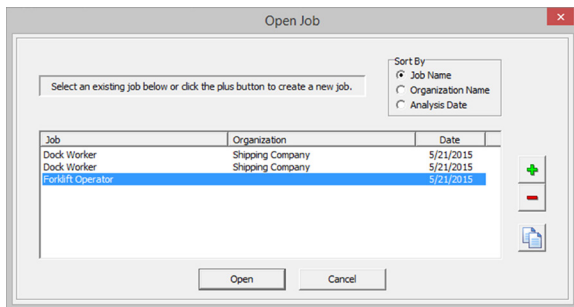 Open Job
Sort By
Job Name
Select an existing job below or click the plus button to create a new job.
Organization Name
Analysis Date
Job Organization Date
Dock Worker Shipping Company 5/21/2015
Dock Worker Shipping Company 5/21/2015
Forklift Operator 5/21/2015
Open Cancel